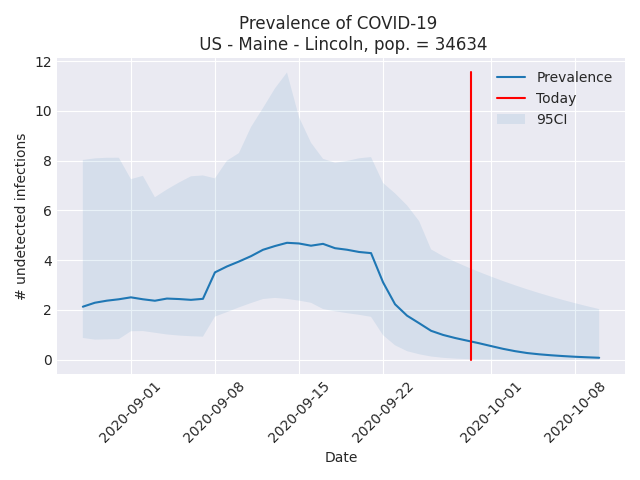 Prevalence of COVID-19
US - Maine - Lincoln, pop. = 34634
12
10
8
6
4
2
0
# undetected infections
Prevalence
Today
95CI
2020-09-01
2020-09-08
2020-09-15
2020-09-22
2020-10-01
2020-10-08
Date